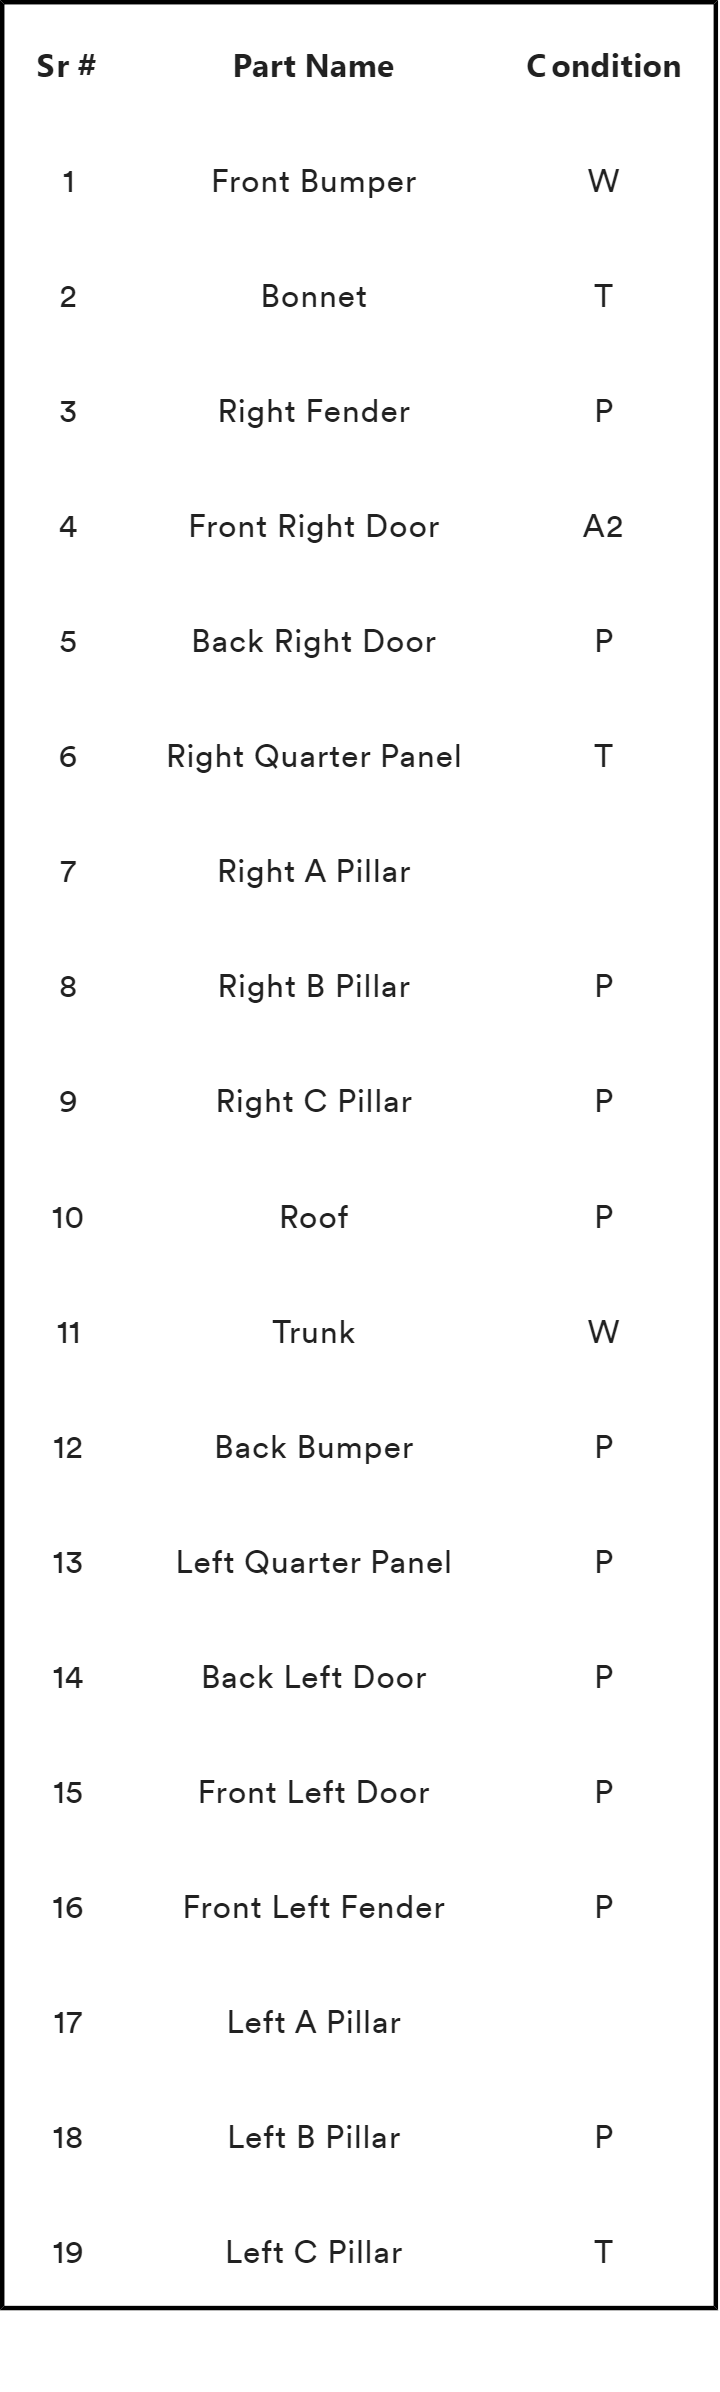 Sr # Part Name Condition
1 Front Bumper W
2 Bonnet T
3 Right Fender P
4 Front Right Door A2
5 Back Right Door P
6 Right Quarter Panel T
7 Right A Pillar
8 Right B Pillar P
9 Right C Pillar P
10 Roof P
11 Trunk W
12 Back Bumper P
13 Left Quarter Panel P
14 Back Left Door P
15 Front Left Door P
16 Front Left Fender P
17 Left A Pillar
18 Left B Pillar P
19 Left C Pillar T